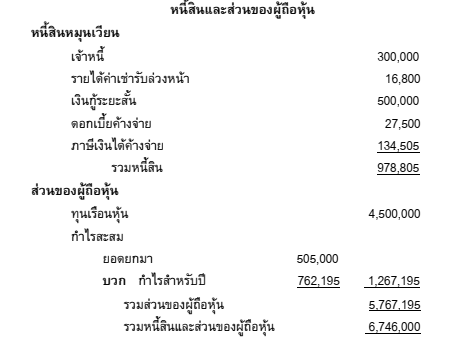 หนี้สินและส่วนของผู้ถือหุ้น
หนี้สินหมุนเวียน
เจ้าหนี้ 300,000
รายได้ค่าเช่ารับล่วงหน้า 16,800
เงินกู้ระยะสั้น 500,000
ดอกเบี้ยค้างจ่าย 27,500
ภาษีเงินได้ค้างจ่าย 134,505
รวมหนี้สิน 978,805
ส่วนของผู้ถือหุ้น
ทุนเรือนหุ้น 4,500,000
กำไรสะสม
ยอดยกมา 505,000
บวก กำไรสำหรับปี 762,195 1,267,195
รวมส่วนของผู้ถือหุ้น 5,767,195
รวมหนี้สินและส่วนของผู้ถือหุ้น 6,746,000